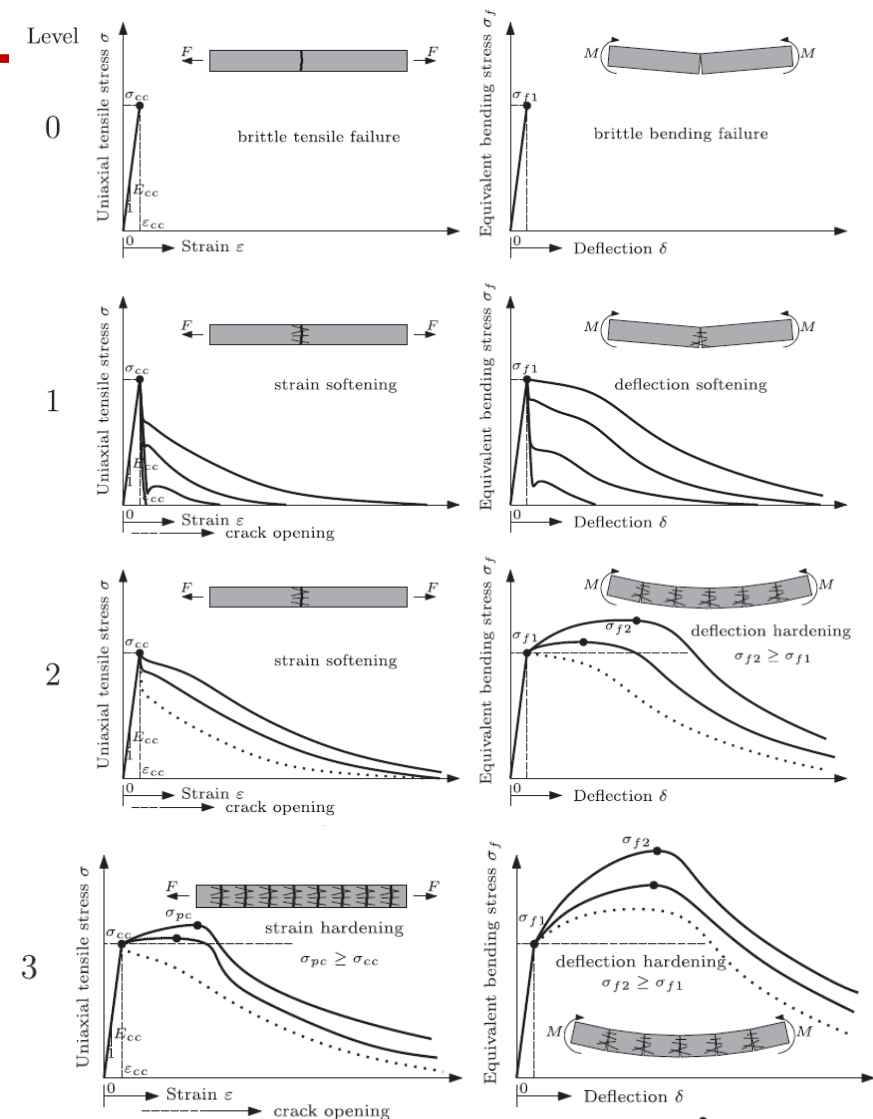 Level
0
Uniaxial tensile stress σ
F
F
σcc
brittle tensile failure
Ecc
1
εcc
0
Strain ε
Equivalent bending stress σf
M
M
σf1
brittle bending failure
0
Deflection δ
1
Uniaxial tensile stress σ
F
F
σcc
strain softening
Ecc
1
εcc
0
Strain ε
crack opening
Equivalent bending stress σf
M
M
σf1
deflection softening
0
Deflection δ
2
Uniaxial tensile stress σ
F
F
σcc
strain softening
Ecc
1
εcc
0
Strain ε
crack opening
Equivalent bending stress σf
M
M
σf1
σf2
deflection hardening
σf2 ≥ σf1
0
Deflection δ
3
Uniaxial tensile stress σ
F
F
σpc
σcc
strain hardening
σpc ≥ σcc
Ecc
1
εcc
0
Strain ε
crack opening
Equivalent bending stress σf
σf2
σf1
deflection hardening
σf2 ≥ σf1
M
M
0
Deflection δ